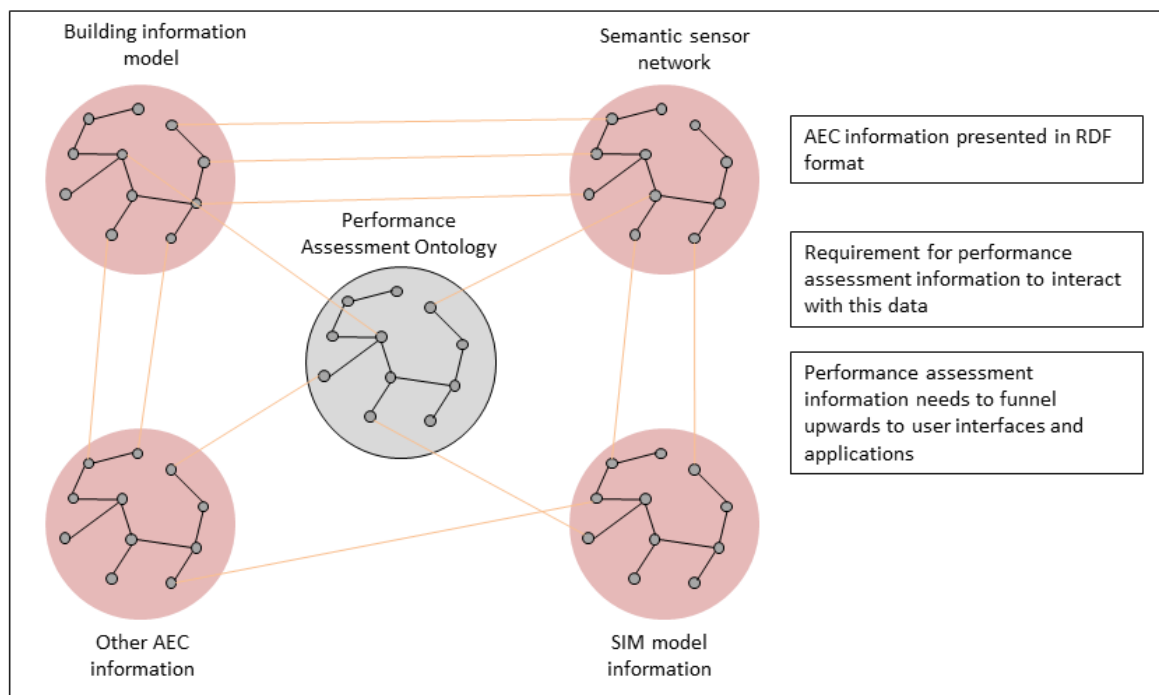 Building information
model
Semantic sensor
network
AEC information presented in RDF
format
Performance
Assessment Ontology
Requirement for performance
assessment information to interact
with this data
Performance assessment
information needs to funnel
upwards to user interfaces and
applications
Other AEC
information
SIM model
information